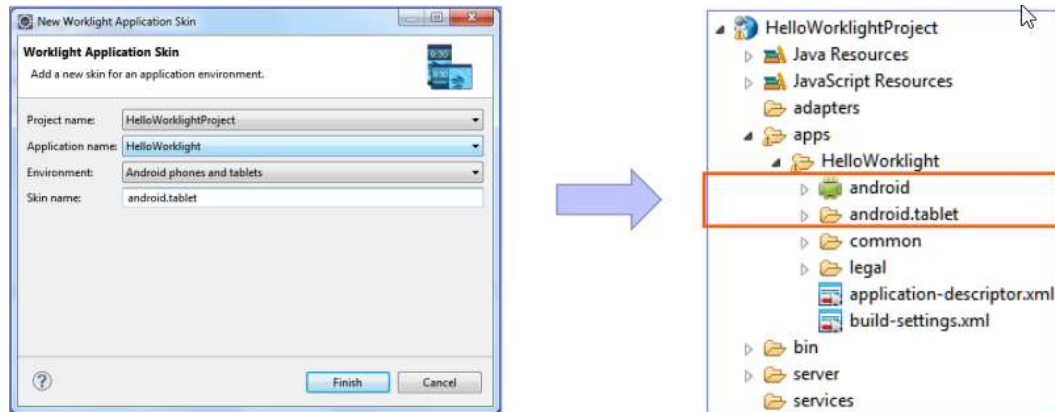 New Worklight Application Skin
Worklight Application Skin
Add a new skin for an application environment.
Project name: HelloWorklightProject
Application name: HelloWorklight
Environment: Android phones and tablets
Skin name: android.tablet
Finish
Cancel
HelloWorklightProject
Java Resources
JavaScript Resources
adapters
apps
HelloWorklight
android
android.tablet
common
legal
application-descriptor.xml
build-settings.xml
bin
server
services